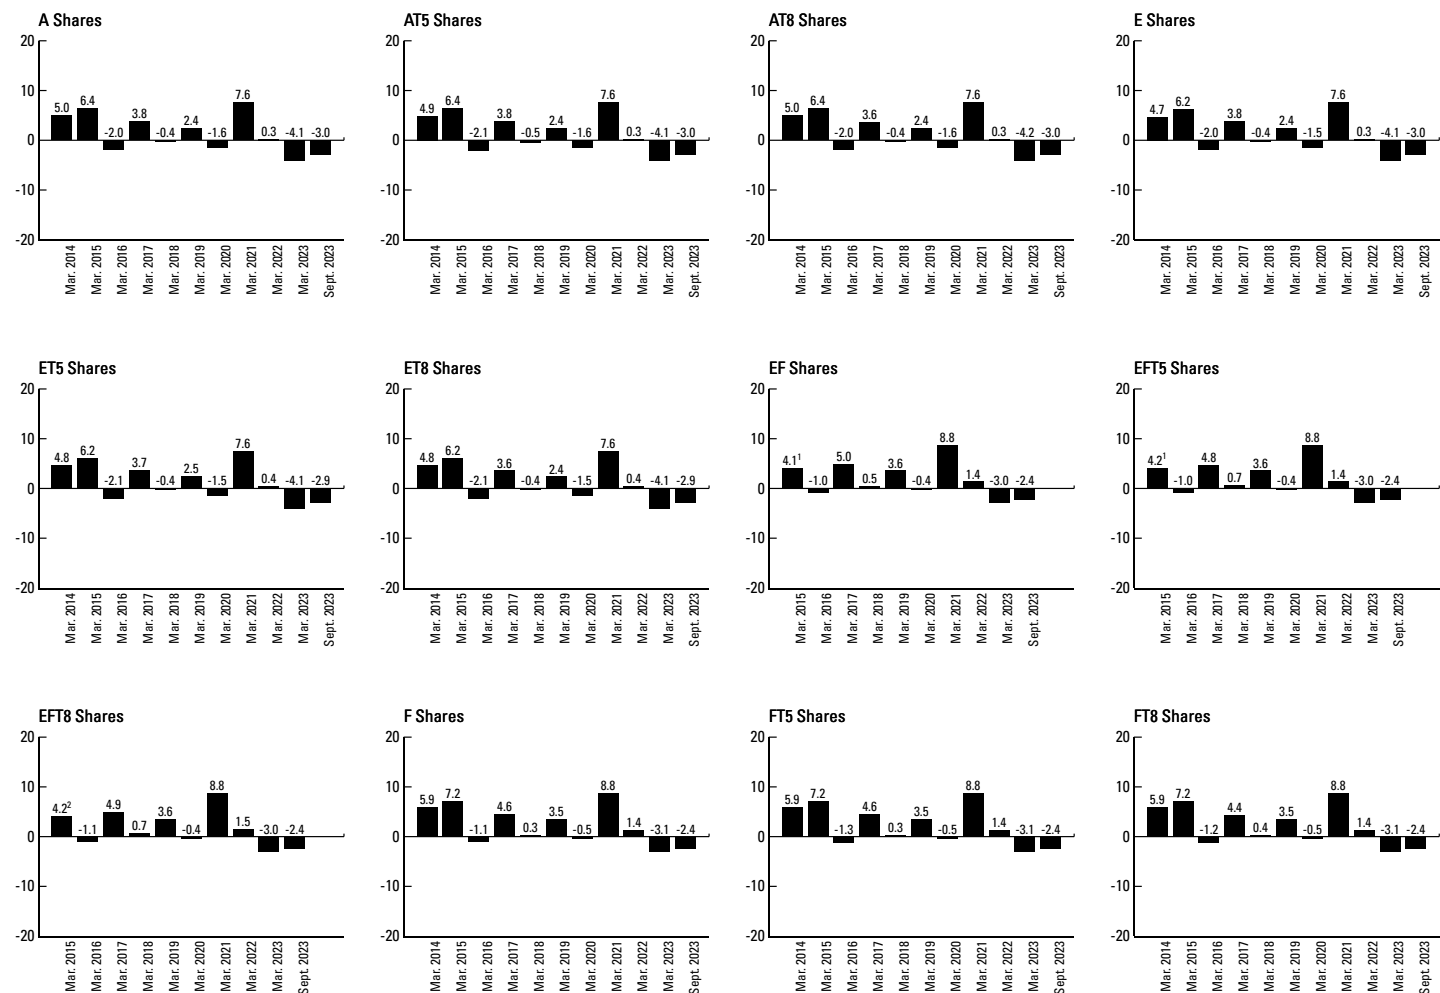 A Shares
20
10
0
-10
-20
5.0 6.4 -2.0 3.8 -0.4 2.4 -1.6 7.6 0.3 -4.1 -3.0
Mar. 2014 Mar. 2015 Mar. 2016 Mar. 2017 Mar. 2018 Mar. 2019 Mar. 2020 Mar. 2021 Mar. 2022 Mar. 2023 Sept. 2023
AT5 Shares
20
10
0
-10
-20
4.9 6.4 -2.1 3.8 -0.5 2.4 -1.6 7.6 0.3 -4.1 -3.0
Mar. 2014 Mar. 2015 Mar. 2016 Mar. 2017 Mar. 2018 Mar. 2019 Mar. 2020 Mar. 2021 Mar. 2022 Mar. 2023 Sept. 2023
AT8 Shares
20
10
0
-10
-20
5.0 6.4 -2.0 3.6 -0.4 2.4 -1.6 7.6 0.3 -4.2 -3.0
Mar. 2014 Mar. 2015 Mar. 2016 Mar. 2017 Mar. 2018 Mar. 2019 Mar. 2020 Mar. 2021 Mar. 2022 Mar. 2023 Sept. 2023
E Shares
20
10
0
-10
-20
4.7 6.2 -2.0 3.8 -0.4 2.4 -1.5 7.6 0.3 -4.1 -3.0
Mar. 2014 Mar. 2015 Mar. 2016 Mar. 2017 Mar. 2018 Mar. 2019 Mar. 2020 Mar. 2021 Mar. 2022 Mar. 2023 Sept. 2023
ET5 Shares
20
10
0
-10
-20
4.8 6.2 -2.1 3.7 -0.4 2.5 -1.5 7.6 0.4 -4.1 -2.9
Mar. 2014 Mar. 2015 Mar. 2016 Mar. 2017 Mar. 2018 Mar. 2019 Mar. 2020 Mar. 2021 Mar. 2022 Mar. 2023 Sept. 2023
ET8 Shares
20
10
0
-10
-20
4.8 6.2 -2.1 3.6 -0.4 2.4 -1.5 7.6 0.4 -4.1 -2.9
Mar. 2014 Mar. 2015 Mar. 2016 Mar. 2017 Mar. 2018 Mar. 2019 Mar. 2020 Mar. 2021 Mar. 2022 Mar. 2023 Sept. 2023
EF Shares
20
10
0
-10
-20
4.1¹ -1.0 5.0 0.5 3.6 -0.4 8.8 1.4 -3.0 -2.4
Mar. 2015 Mar. 2016 Mar. 2017 Mar. 2018 Mar. 2019 Mar. 2020 Mar. 2021 Mar. 2022 Mar. 2023 Sept. 2023
EFT5 Shares
20
10
0
-10
-20
4.2¹ -1.0 4.8 0.7 3.6 -0.4 8.8 1.4 -3.0 -2.4
Mar. 2015 Mar. 2016 Mar. 2017 Mar. 2018 Mar. 2019 Mar. 2020 Mar. 2021 Mar. 2022 Mar. 2023 Sept. 2023
EFT8 Shares
20
10
0
-10
-20
4.2² -1.1 4.9 0.7 3.6 -0.4 8.8 1.5 -3.0 -2.4
Mar. 2015 Mar. 2016 Mar. 2017 Mar. 2018 Mar. 2019 Mar. 2020 Mar. 2021 Mar. 2022 Mar. 2023 Sept. 2023
F Shares
20
10
0
-10
-20
5.9 7.2 -1.1 4.6 0.3 3.5 -0.5 8.8 1.4 -3.1 -2.4
Mar. 2014 Mar. 2015 Mar. 2016 Mar. 2017 Mar. 2018 Mar. 2019 Mar. 2020 Mar. 2021 Mar. 2022 Mar. 2023 Sept. 2023
FT5 Shares
20
10
0
-10
-20
5.9 7.2 -1.3 4.6 0.3 3.5 -0.5 8.8 1.4 -3.1 -2.4
Mar. 2014 Mar. 2015 Mar. 2016 Mar. 2017 Mar. 2018 Mar. 2019 Mar. 2020 Mar. 2021 Mar. 2022 Mar. 2023 Sept. 2023
FT8 Shares
20
10
0
-10
-20
5.9 7.2 -1.2 4.4 0.4 3.5 -0.5 8.8 1.4 -3.1 -2.4
Mar. 2014 Mar. 2015 Mar. 2016 Mar. 2017 Mar. 2018 Mar. 2019 Mar. 2020 Mar. 2021 Mar. 2022 Mar. 2023 Sept. 2023